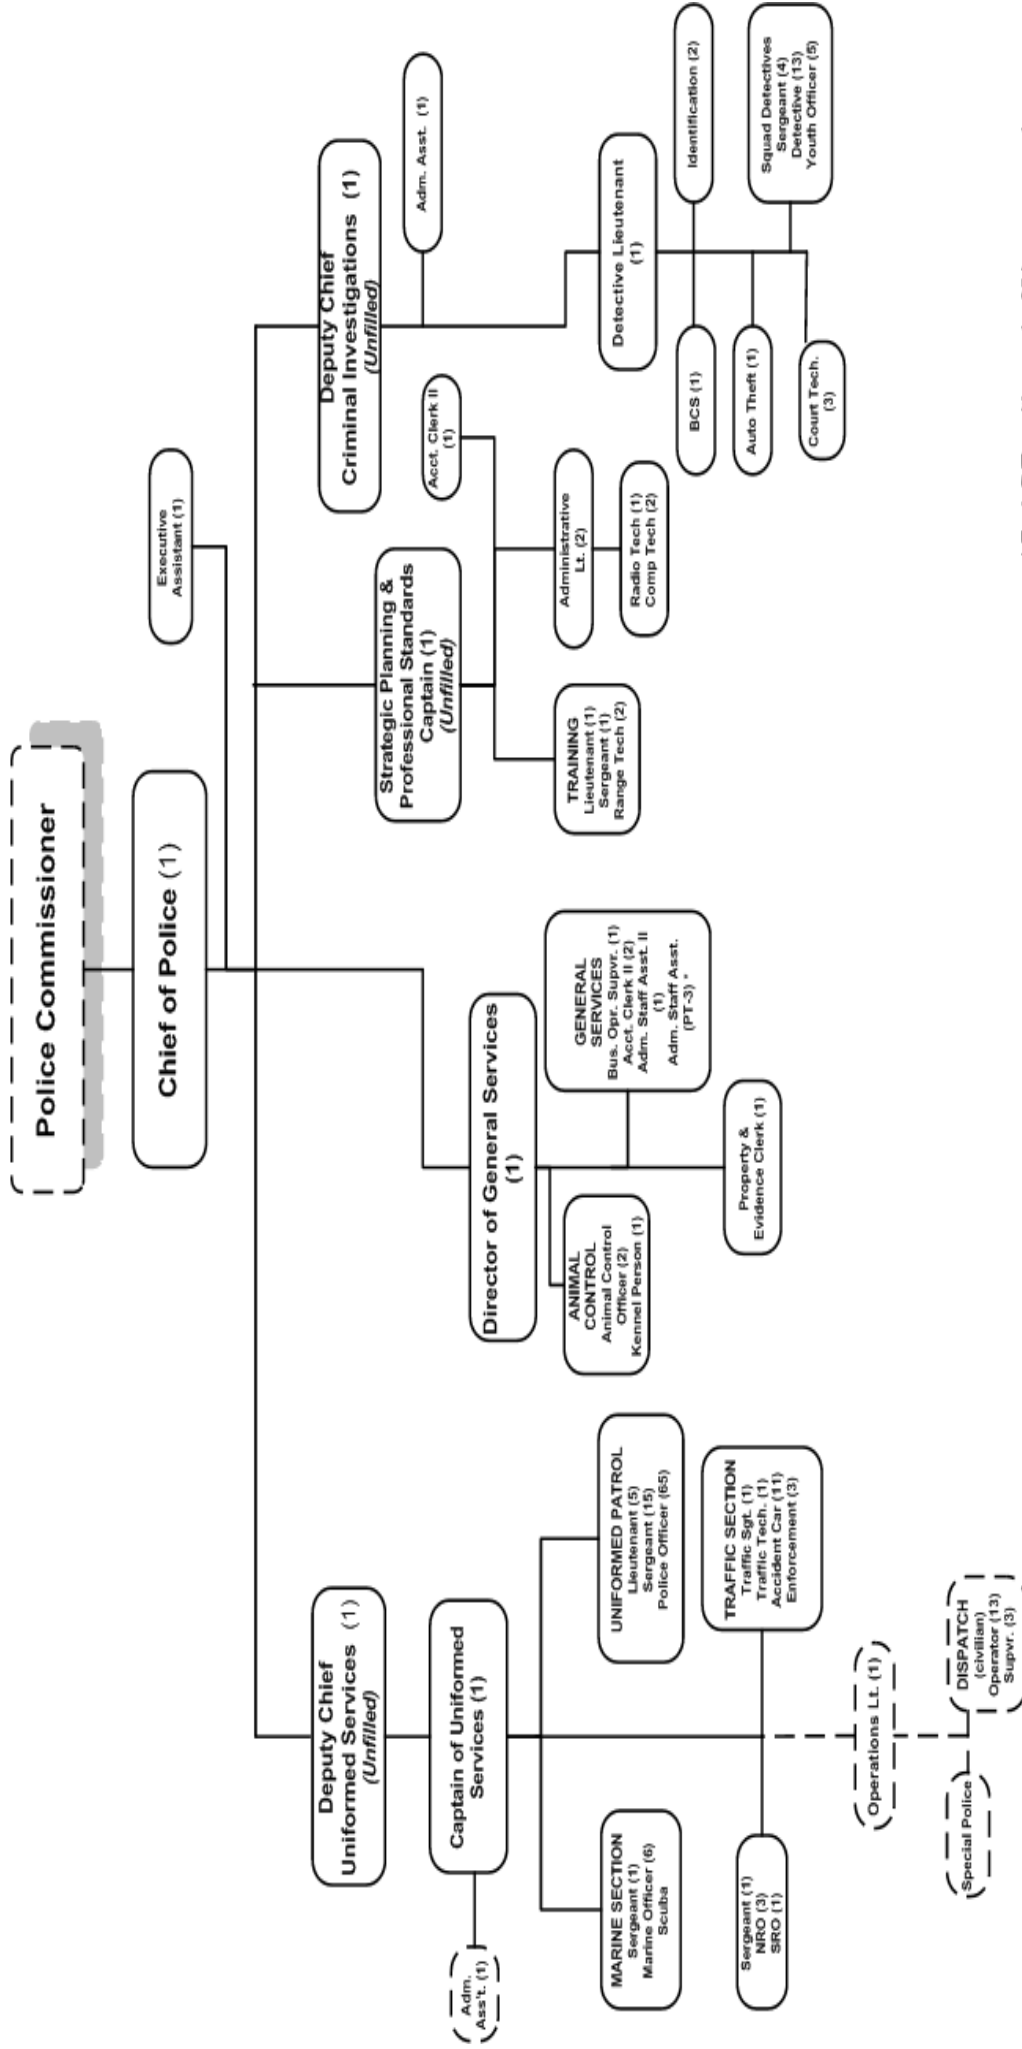 Police Commissioner
Chief of Police (1)
Executive
Assistant (1)
Deputy Chief
Uniformed Services (1)
(Unfilled)
Captain of Uniformed
Services (1)
Adm.
Ass't. (1)
MARINE SECTION
Sergeant (1)
Marine Officer (6)
Scuba
UNIFORMED PATROL
Lieutenant (5)
Sergeant (15)
Police Officer (65)
Sergeant (1)
NRO (3)
SRO (1)
TRAFFIC SECTION
Traffic Sgt. (1)
Traffic Tech. (1)
Accident Car (11)
Enforcement (3)
Operations Lt. (1)
Special Police
DISPATCH
(civilian)
Operator (13)
Supvr. (3)
Director of General Services
(1)
ANIMAL
CONTROL
Animal Control
Officer (2)
Kennel Person (1)
GENERAL
SERVICES
Bus. Opr. Supvr. (1)
Acct. Clerk II (2)
Adm. Staff Asst. II
(1)
Adm. Staff Asst.
(PT-3) *
Property &
Evidence Clerk (1)
Strategic Planning &
Professional Standards
Captain (1)
(Unfilled)
Acct. Clerk II
(1)
TRAINING
Lieutenant (1)
Sergeant (1)
Range Tech (2)
Administrative
Lt. (2)
Radio Tech (1)
Comp Tech (2)
Deputy Chief
Criminal Investigations (1)
(Unfilled)
Adm. Asst. (1)
Detective Lieutenant
(1)
BCS (1)
Identification (2)
Auto Theft (1)
Squad Detectives
Sergeant (4)
Detective (13)
Youth Officer (5)
Court Tech.
(3)